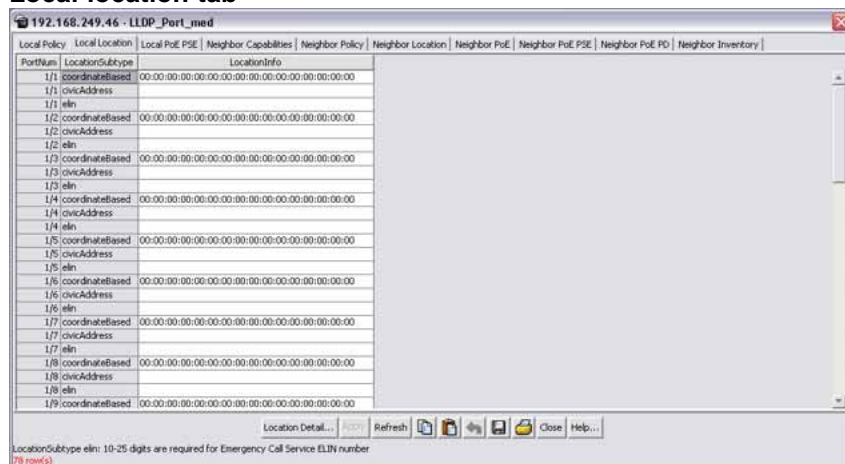 Local location tab
192.168.249.46 - LLDP_Port_med
Local Policy Local Location Local PoE PSE Neighbor Capabilities Neighbor Policy Neighbor Location Neighbor PoE Neighbor PoE PSE Neighbor PoE PD Neighbor Inventory
PortNum LocationSubtype LocationInfo
1/1 coordinateBased 00:00:00:00:00:00:00:00:00:00:00:00:00:00:00:00
1/1 civicAddress
1/1 elin
1/2 coordinateBased 00:00:00:00:00:00:00:00:00:00:00:00:00:00:00:00
1/2 civicAddress
1/2 elin
1/3 coordinateBased 00:00:00:00:00:00:00:00:00:00:00:00:00:00:00:00
1/3 civicAddress
1/3 elin
1/4 coordinateBased 00:00:00:00:00:00:00:00:00:00:00:00:00:00:00:00
1/4 civicAddress
1/4 elin
1/5 coordinateBased 00:00:00:00:00:00:00:00:00:00:00:00:00:00:00:00
1/5 civicAddress
1/5 elin
1/6 coordinateBased 00:00:00:00:00:00:00:00:00:00:00:00:00:00:00:00
1/6 civicAddress
1/6 elin
1/7 coordinateBased 00:00:00:00:00:00:00:00:00:00:00:00:00:00:00:00
1/7 civicAddress
1/7 elin
1/8 coordinateBased 00:00:00:00:00:00:00:00:00:00:00:00:00:00:00:00
1/8 civicAddress
1/8 elin
1/9 coordinateBased 00:00:00:00:00:00:00:00:00:00:00:00:00:00:00:00
Location Detail... Apply Refresh Close Help...
LocationSubtype elin: 10-25 digits are required for Emergency Call Service ELIN number
78 row(s)